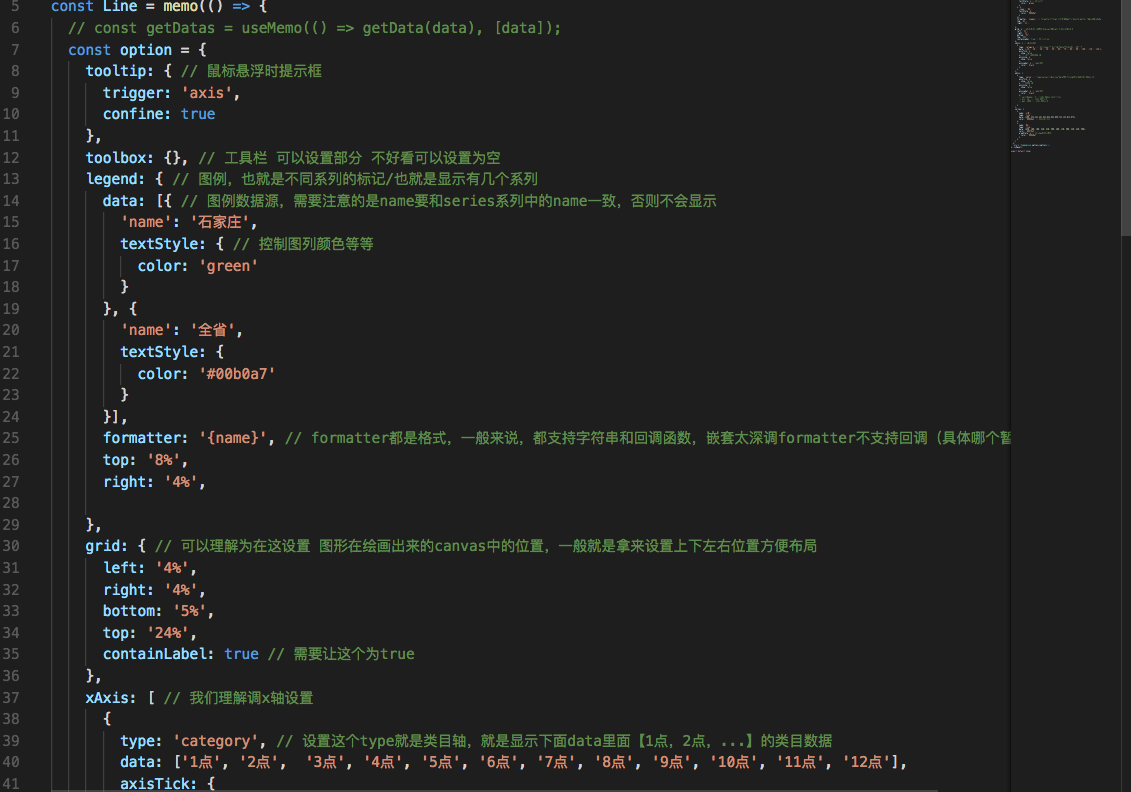 5 const Line = memo(() => {
6 // const getDatas = useMemo(() => getData(data), [data]);
7 const option = {
8 tooltip: { // 鼠标悬浮时提示框
9 trigger: 'axis',
10 confine: true
11 },
12 toolbox: {}, // 工具栏 可以设置部分 不好看可以设置为空
13 legend: { // 图例，也就是不同系列的标记/也就是显示有几个系列
14 data: [{ // 图例数据源，需要注意的是name要和series系列中的name一致，否则不会显示
15 'name': '石家庄',
16 textStyle: { // 控制图列颜色等等
17 color: 'green'
18 }
19 }, {
20 'name': '全省',
21 textStyle: {
22 color: '#00b0a7'
23 }
24 }],
25 formatter: '{name}', // formatter都是格式，一般来说，都支持字符串和回调函数，嵌套太深调formatter不支持回调（具体哪个暂
26 top: '8%',
27 right: '4%',
28
29 },
30 grid: { // 可以理解为在这设置 图形在绘画出来的canvas中的位置，一般就是拿来设置上下左右位置方便布局
31 left: '4%',
32 right: '4%',
33 bottom: '5%',
34 top: '24%',
35 containLabel: true // 需要让这个为true
36 },
37 xAxis: [ // 我们理解调x轴设置
38 {
39 type: 'category', // 设置这个type就是类目轴，就是显示下面data里面【1点，2点，...】的类目数据
40 data: ['1点', '2点',  '3点', '4点', '5点', '6点', '7点', '8点', '9点', '10点', '11点', '12点'],
41 axisTick: {